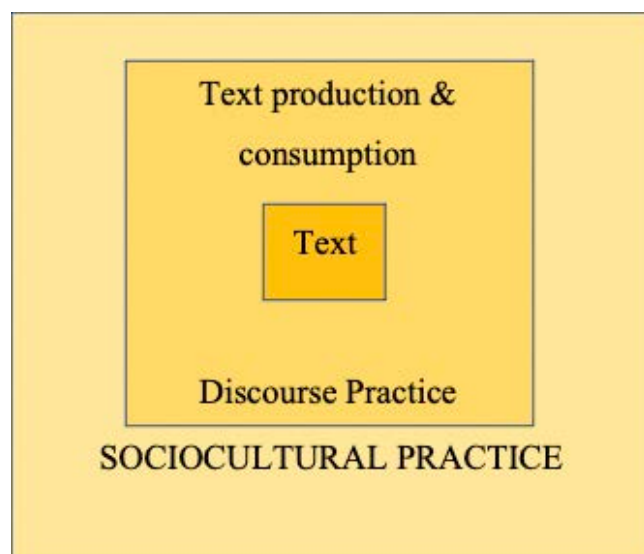 Text production &
consumption
Text
Discourse Practice
SOCIOCULTURAL PRACTICE